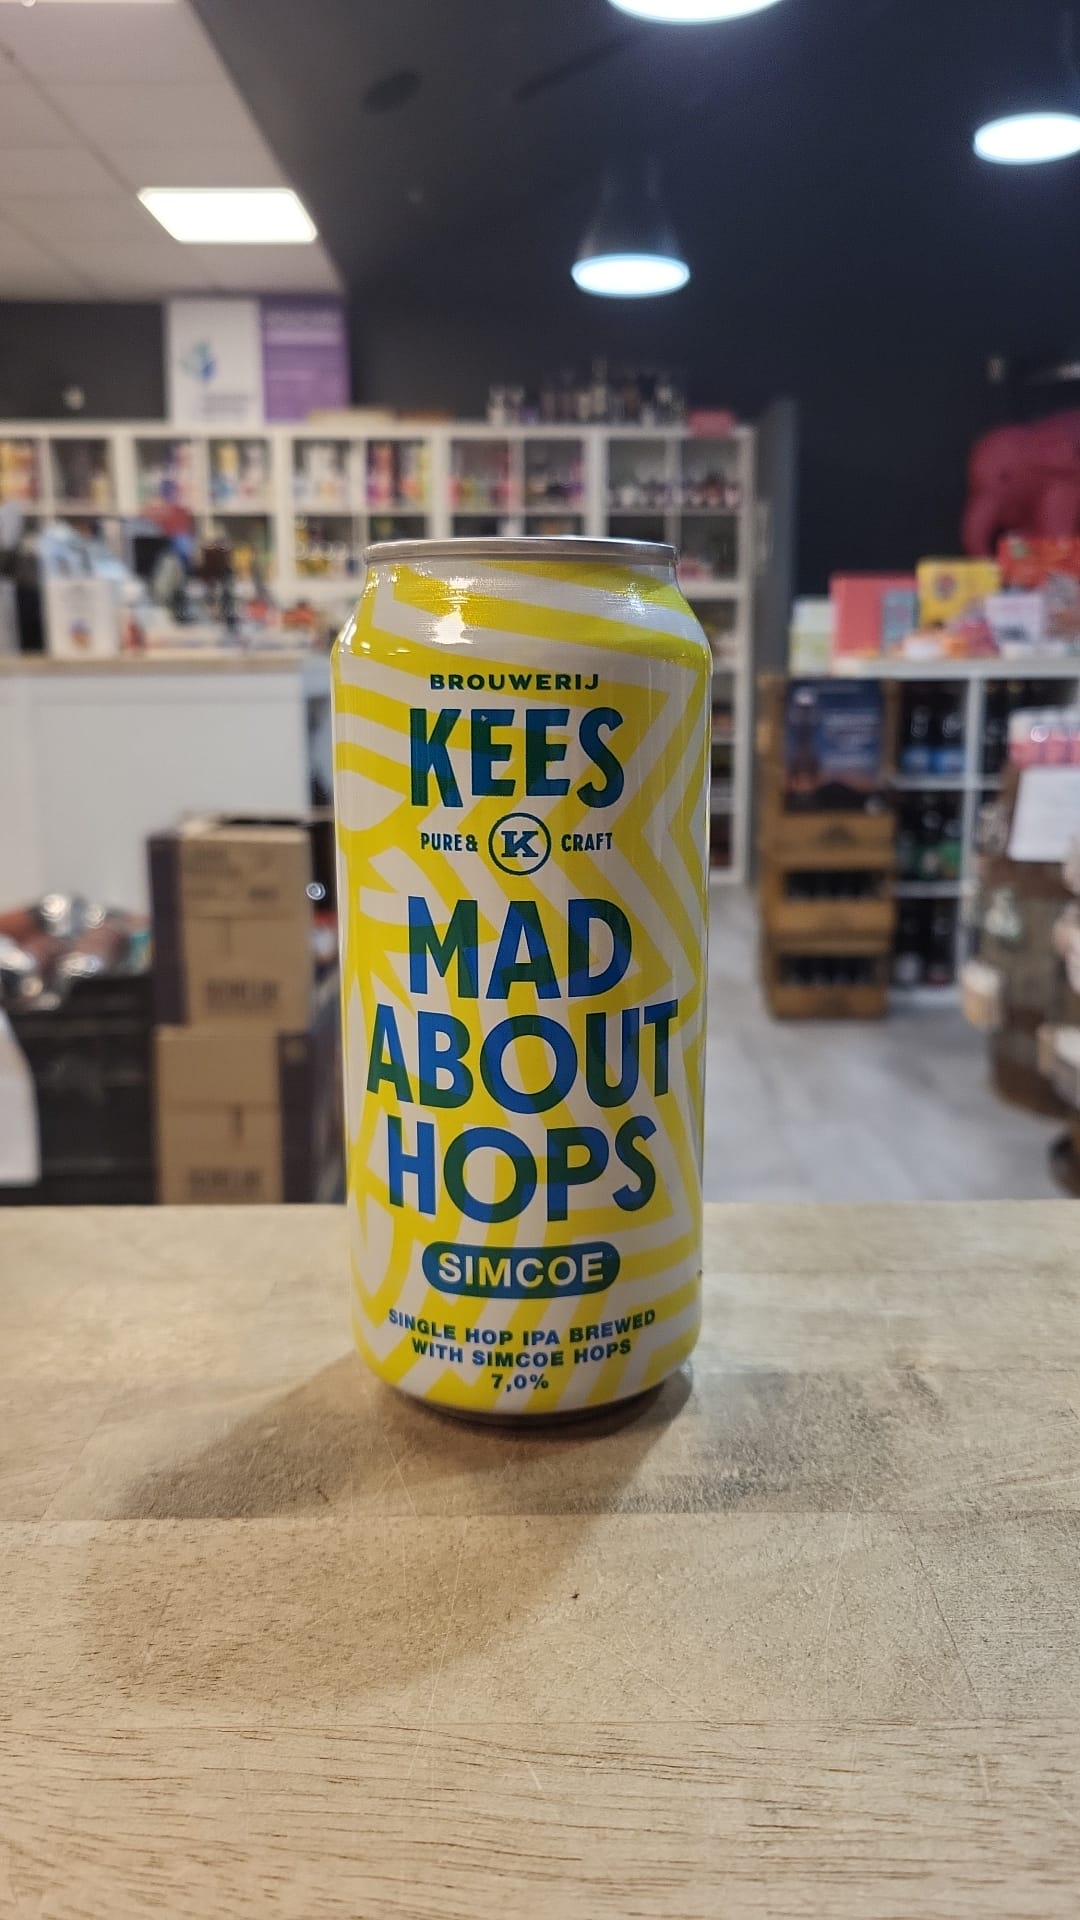 BROUWERIJ
KEES
PURE & K CRAFT
MAD
ABOUT
HOPS
SIMCOE
SINGLE HOP IPA BREWED
WITH SIMCOE HOPS
7,0%